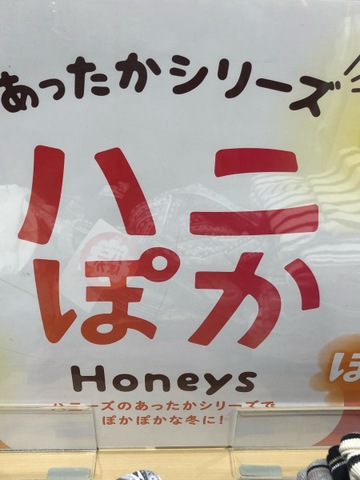 あったかシリーズ
ハニ
ぽか
Honeys
ハニーズのあったかシリーズで
ぽかぽかな冬に!
ぽ